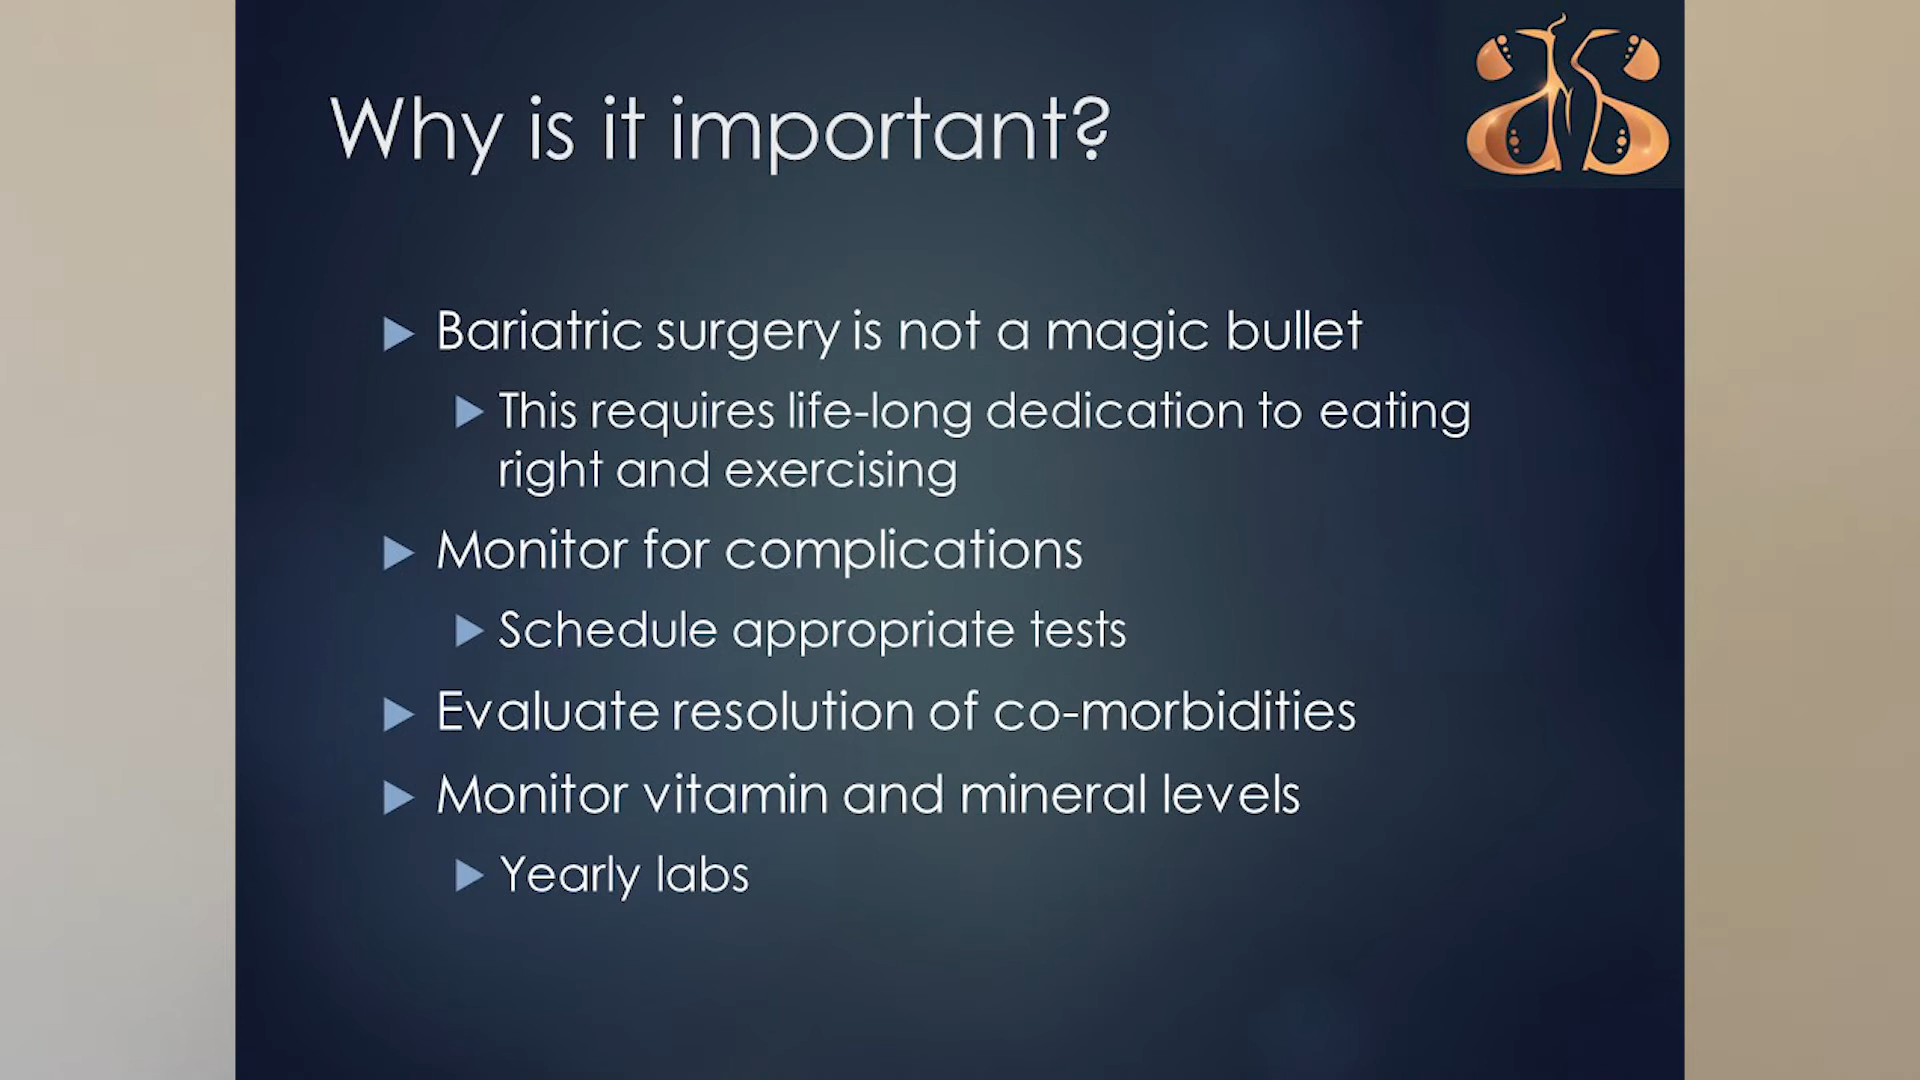 Why is it important?
Bariatric surgery is not a magic bullet
This requires life-long dedication to eating
right and exercising
Monitor for complications
Schedule appropriate tests
Evaluate resolution of co-morbidities
Monitor vitamin and mineral levels
Yearly labs